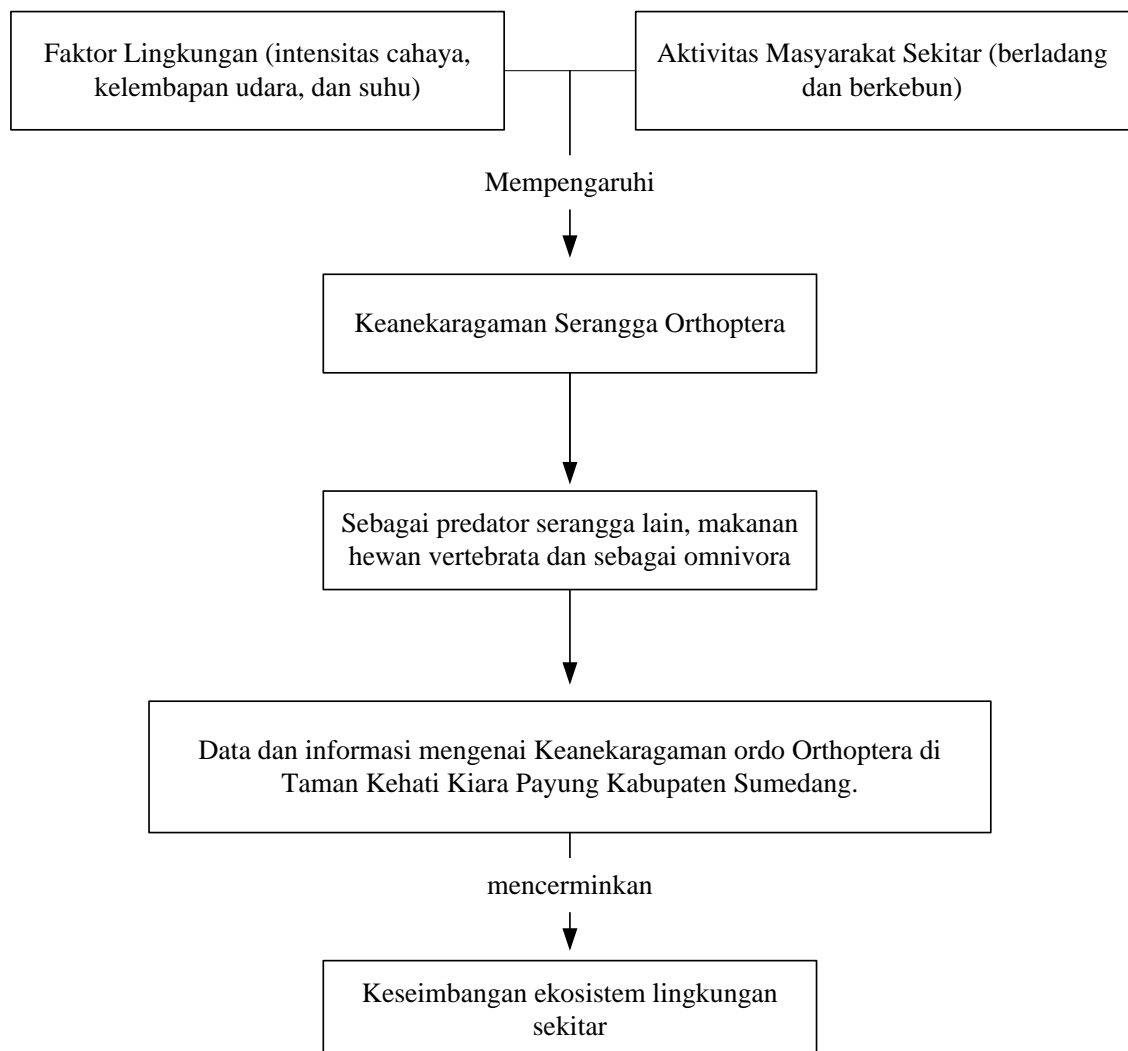 Faktor Lingkungan (intensitas cahaya,
kelembapan udara, dan suhu)
Aktivitas Masyarakat Sekitar (berladang
dan berkebun)
Mempengaruhi
Keanekaragaman Serangga Orthoptera
Sebagai predator serangga lain, makanan
hewan vertebrata dan sebagai omnivora
Data dan informasi mengenai Keanekaragaman ordo Orthoptera di
Taman Kehati Kiara Payung Kabupaten Sumedang.
mencerminkan
Keseimbangan ekosistem lingkungan
sekitar